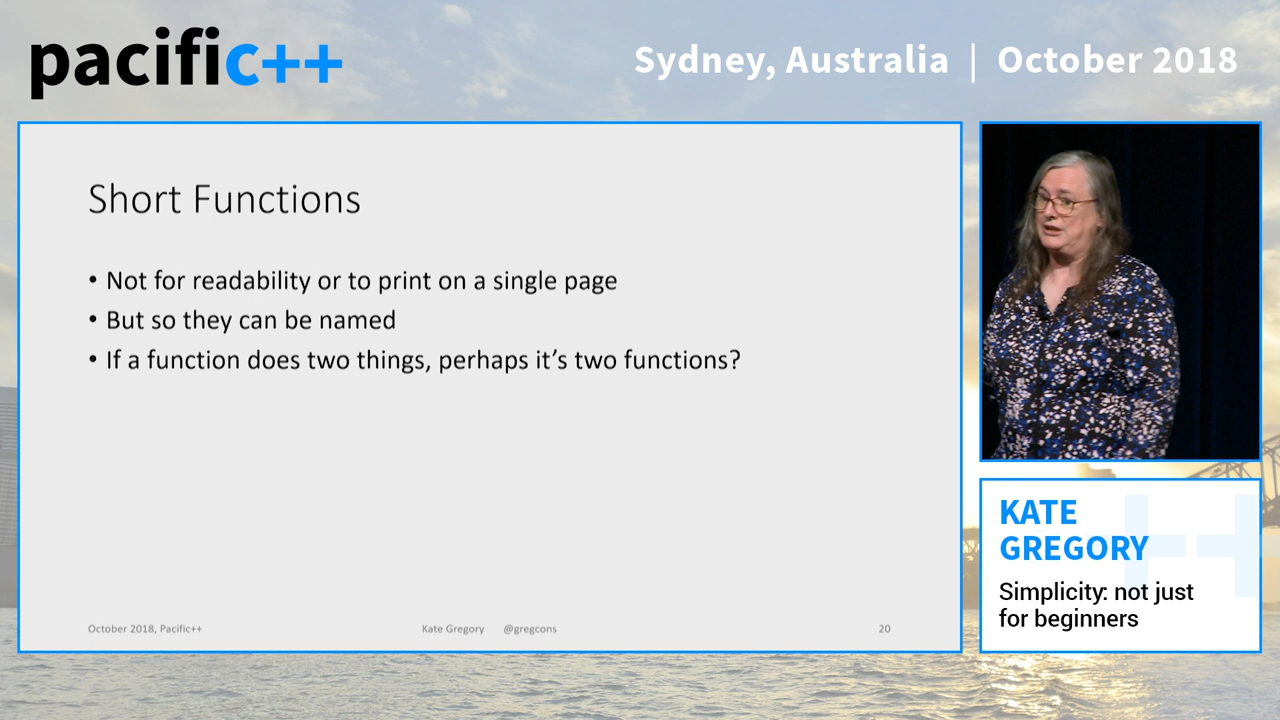 pacific++
Sydney, Australia | October 2018
Short Functions
• Not for readability or to print on a single page
• But so they can be named
• If a function does two things, perhaps it's two functions?
October 2018, Pacific++ Kate Gregory @gregcons 20
KATE
GREGORY
Simplicity: not just
for beginners